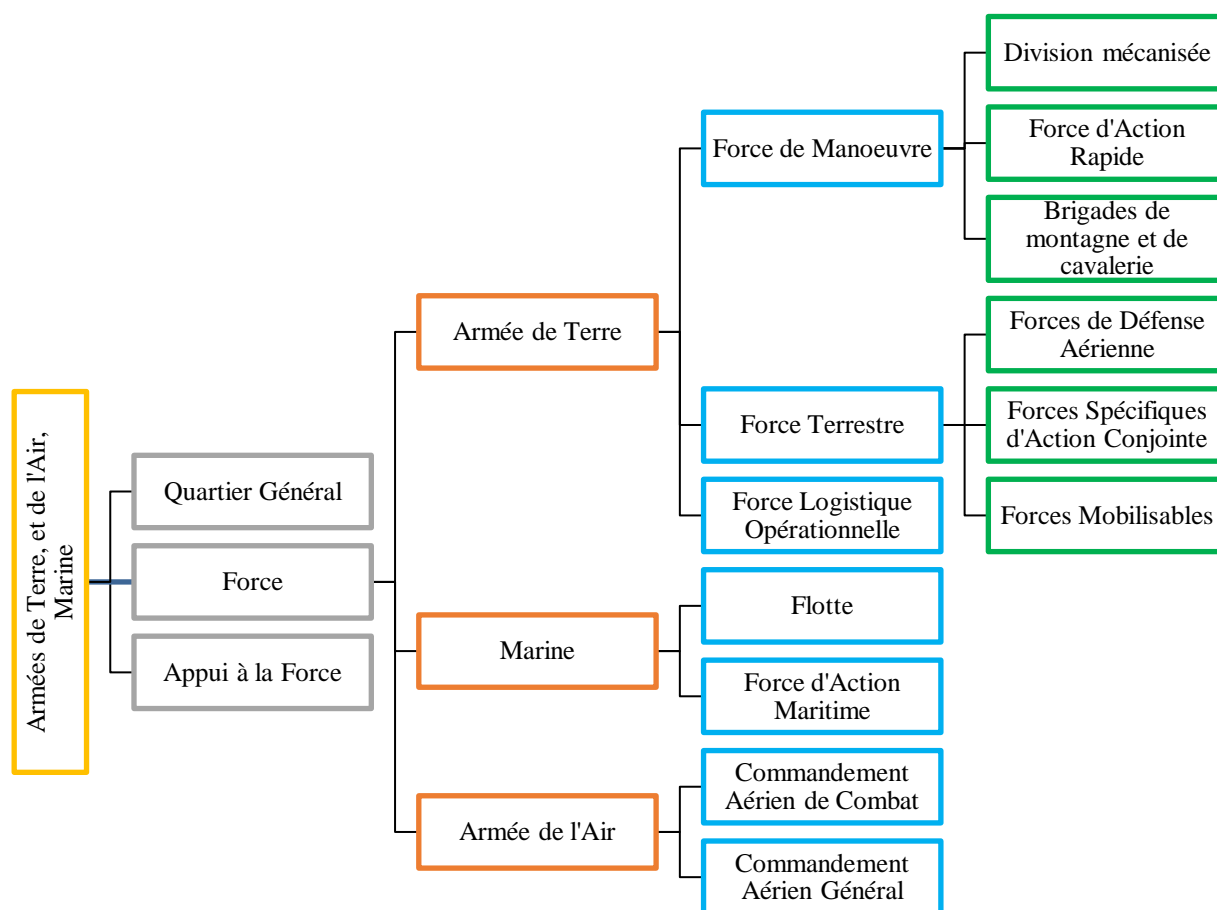 Armées de Terre, et de l'Air,
Marine
Quartier Général
Force
Appui à la Force
Armée de Terre
Marine
Armée de l'Air
Force de Manoeuvre
Force Terrestre
Force Logistique
Opérationnelle
Flotte
Force d'Action
Maritime
Commandement
Aérien de Combat
Commandement
Aérien Général
Division mécanisée
Force d'Action
Rapide
Brigades de
montagne et de
cavalerie
Forces de Défense
Aérienne
Forces Spécifiques
d'Action Conjointe
Forces Mobilisables